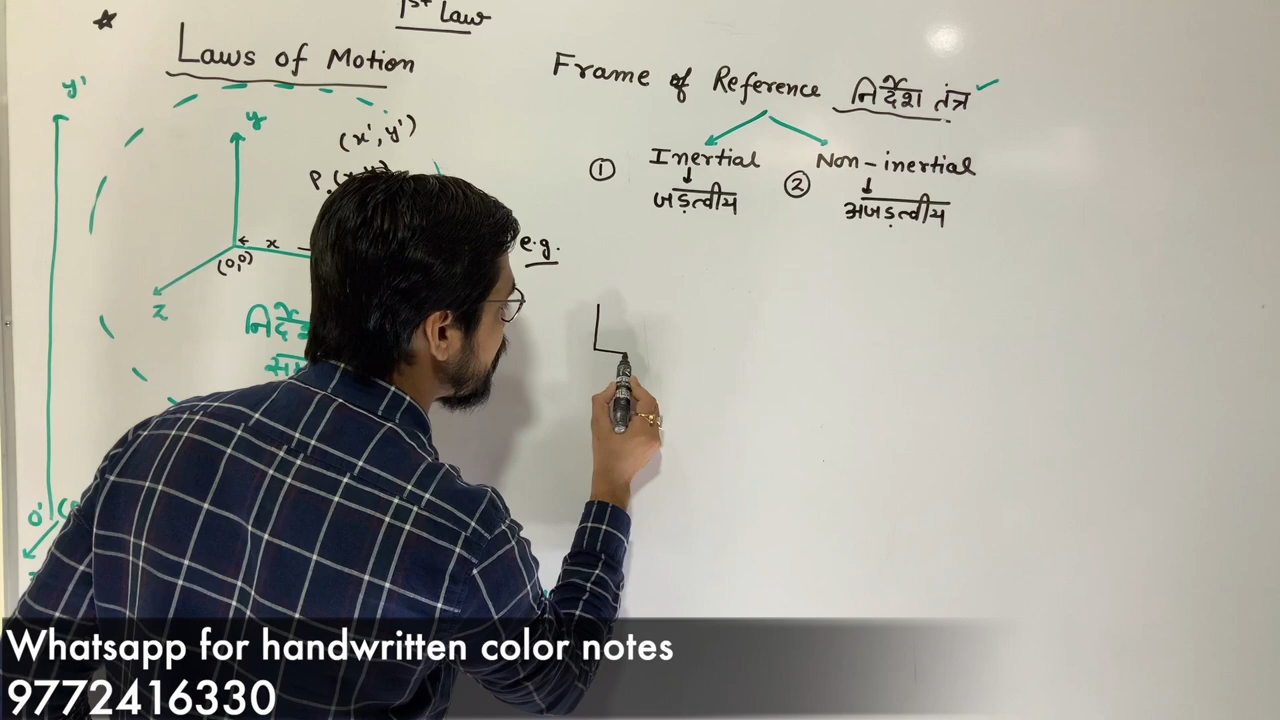 1st Law
Laws of Motion
y'
y
(x', y')
x
(0,0)
z
O'
Frame of Reference निर्देश तंत्र
① Inertial
जड़त्वीय
② Non-inertial
अजड़त्वीय
e.g.
Whatsapp for handwritten color notes
9772416330